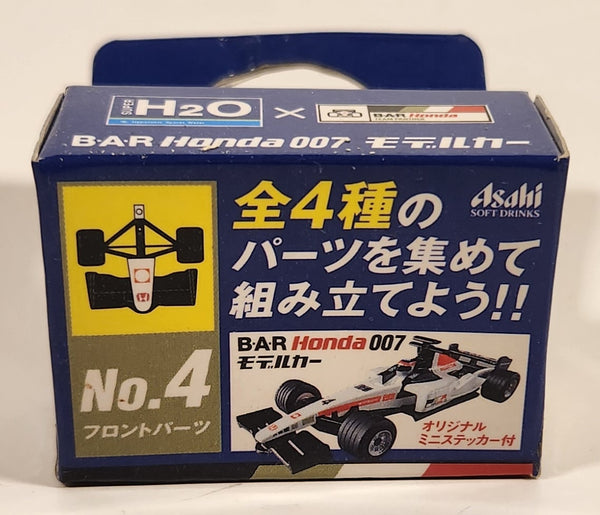 SUPER H2O × BAR Honda
B·A·R Honda 007 モデルカー
全4種の
パーツを集めて
組み立てよう!!
Asahi
SOFT DRINKS
No.4
フロントパーツ
B·A·R Honda 007
モデルカー
オリジナル
ミニステッカー付